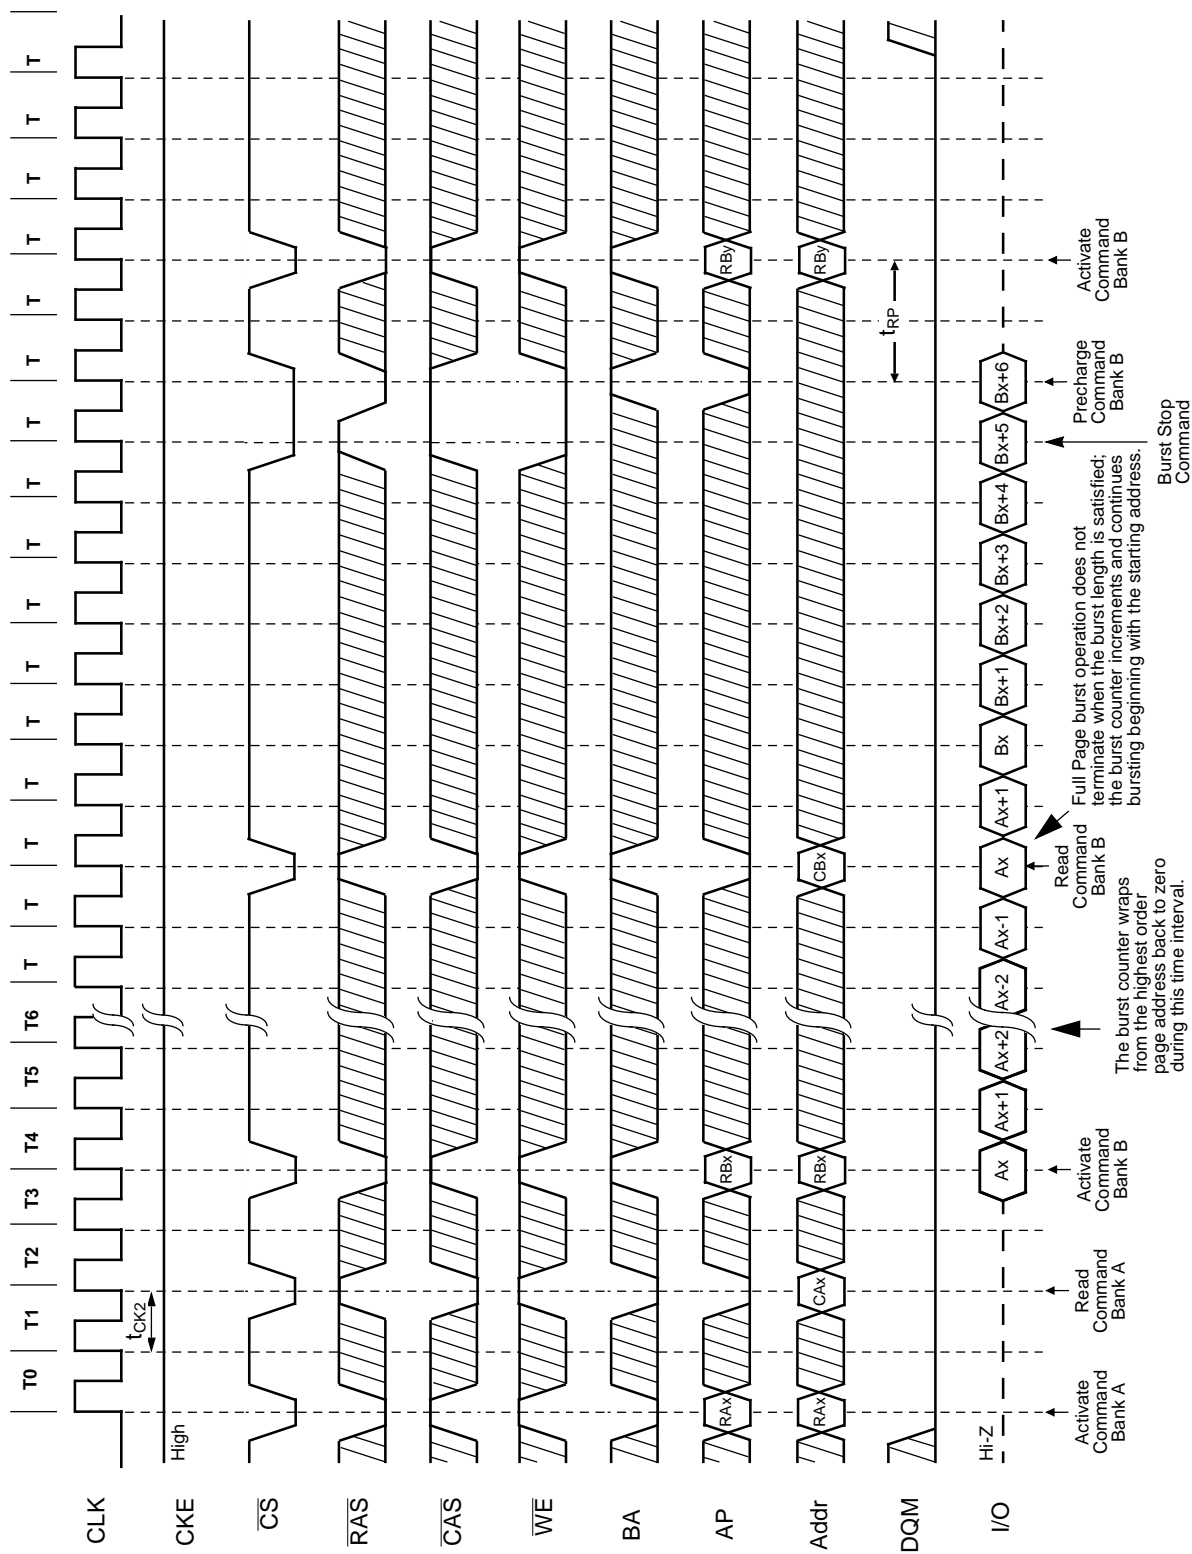 T0 T1 T2 T3 T4 T5 T6 T T T T T T T T T T T T T T T T
CLK
tCK2
CKE
High
CS
RAS
CAS
WE
BA
AP
RAx RBx RBy
Addr
RAx CAx RBx CBx RBy
DQM
tRP
I/O
Hi-Z
Ax Ax+1 Ax+2 Ax-2 Ax-1 Ax Ax+1 Bx Bx+1 Bx+2 Bx+3 Bx+4 Bx+5 Bx+6
Activate
Command
Bank A
Read
Command
Bank A
Activate
Command
Bank B
The burst counter wraps
from the highest order
page address back to zero
during this time interval.
Read
Command
Bank B
Full Page burst operation does not
terminate when the burst length is satisfied;
the burst counter increments and continues
bursting beginning with the starting address.
Burst Stop
Command
Precharge
Command
Bank B
Activate
Command
Bank B